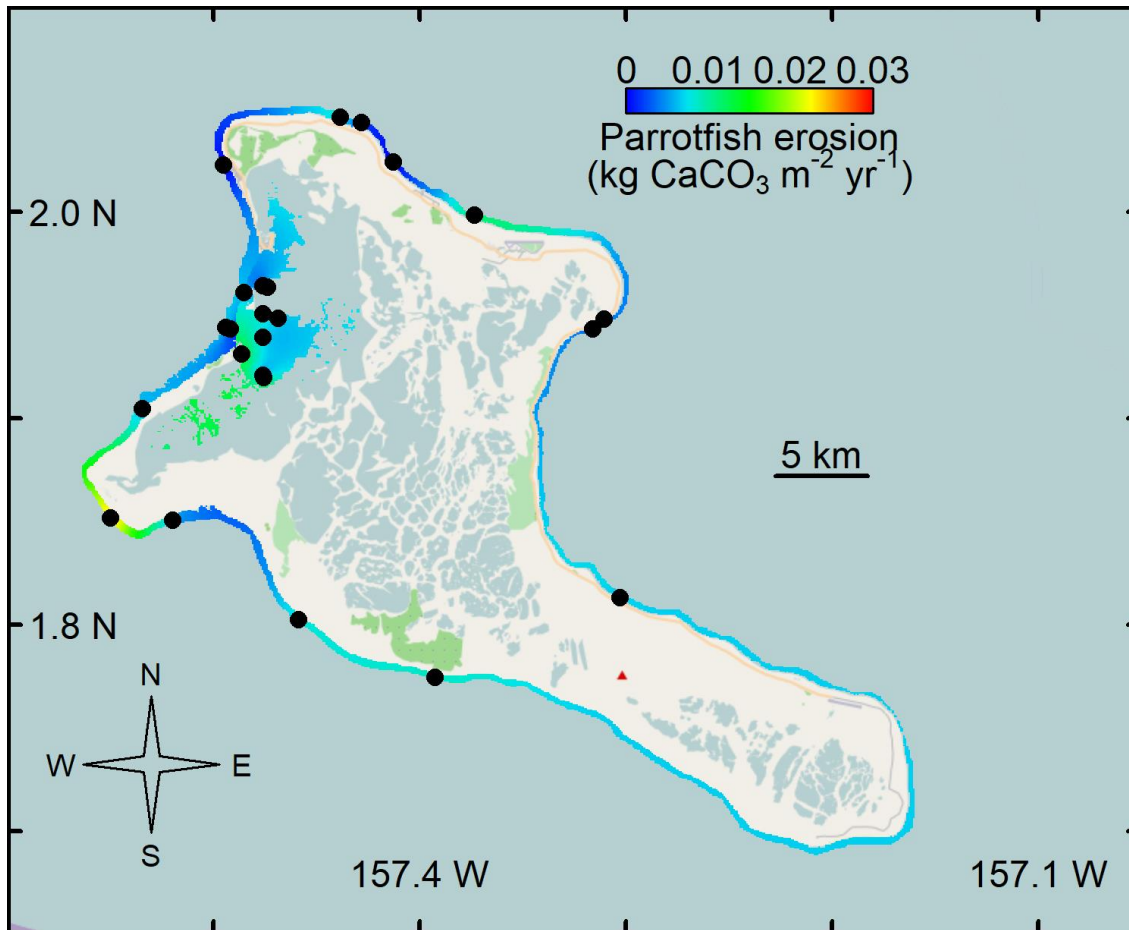 0 0.01 0.02 0.03
Parrotfish erosion
(kg CaCO₃ m⁻² yr⁻¹)
2.0 N
5 km
1.8 N
N
W E
S
157.4 W 157.1 W